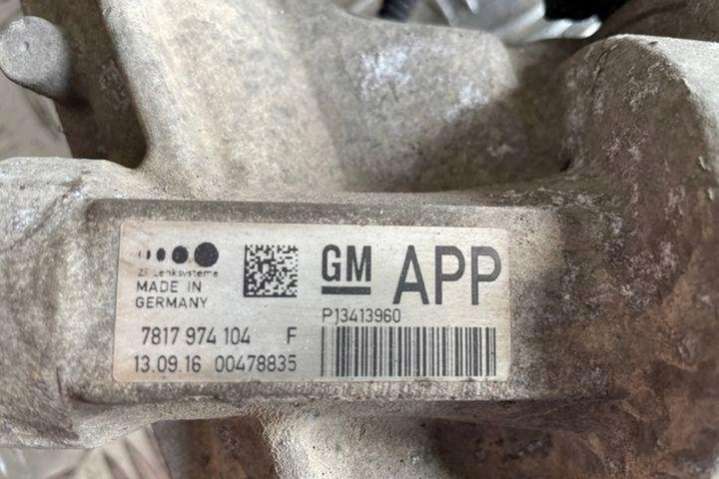 ZF Lenksysteme
MADE IN
GERMANY
7817 974 104 F
13.09.16 00478835
GM APP
P13413960